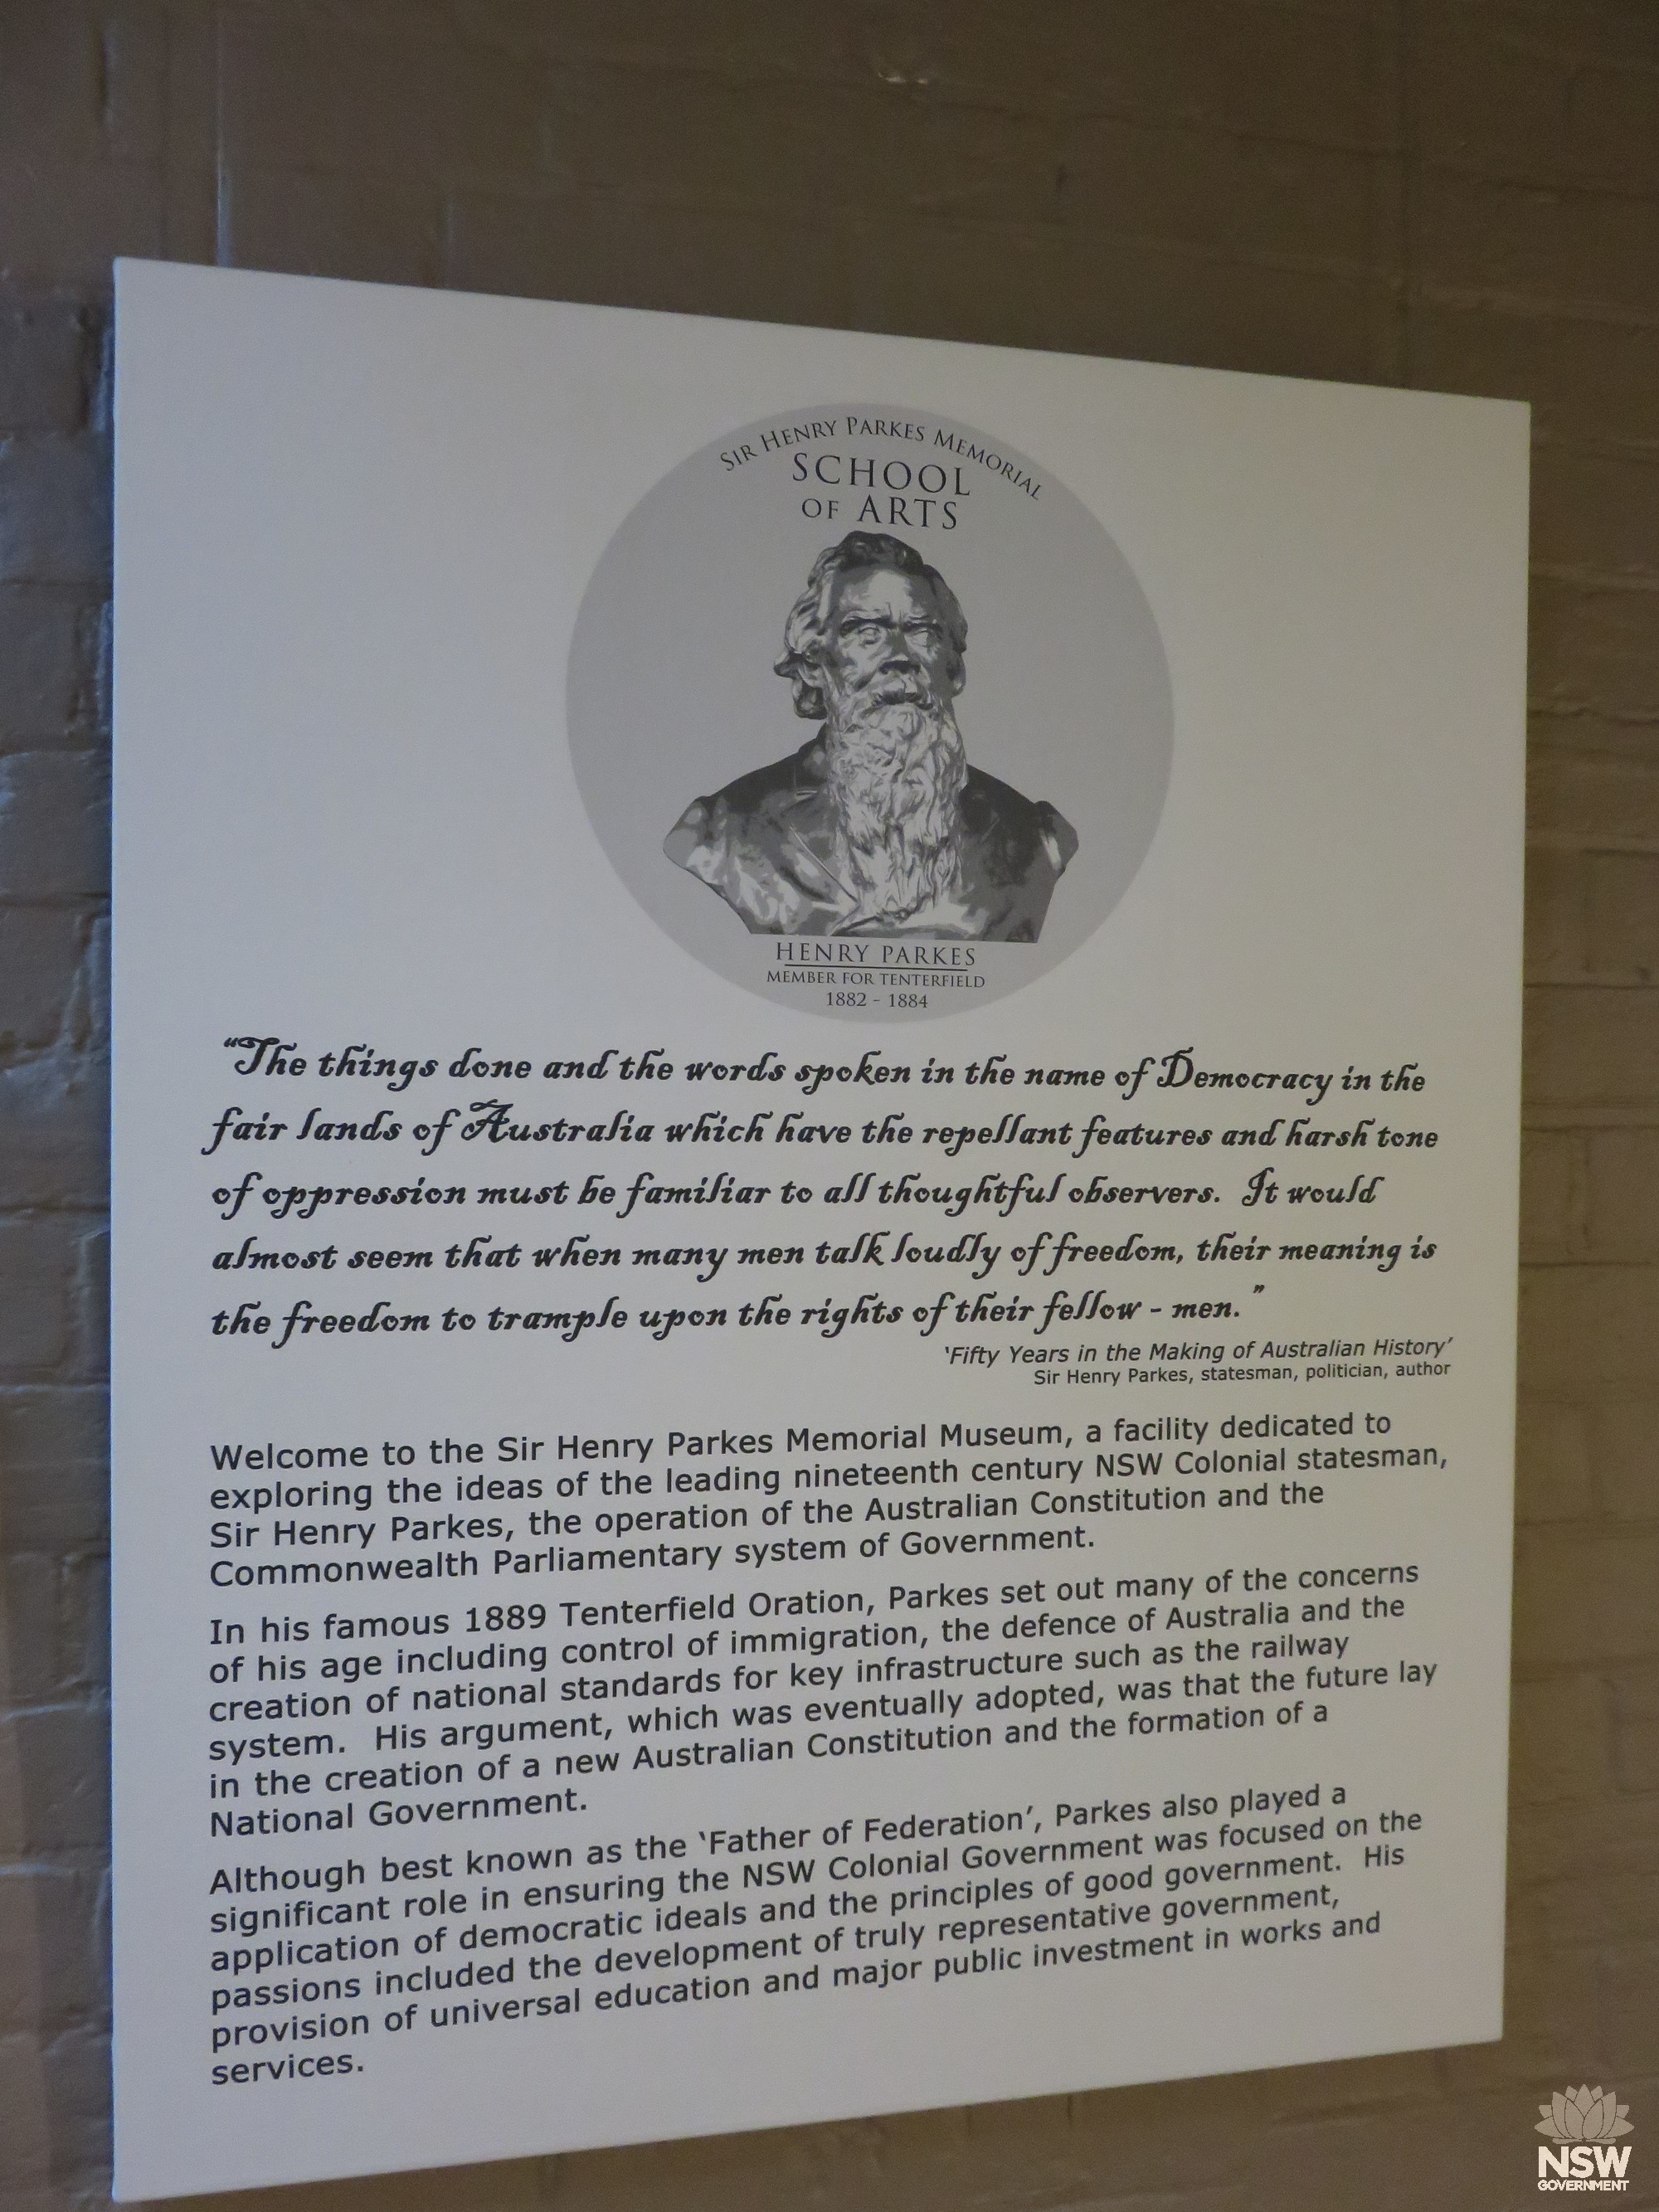 SIR HENRY PARKES MEMORIAL
SCHOOL
OF ARTS
HENRY PARKES
MEMBER FOR TENTERFIELD
1882 - 1884
“The things done and the words spoken in the name of Democracy in the
fair lands of Australia which have the repellant features and harsh tone
of oppression must be familiar to all thoughtful observers. It would
almost seem that when many men talk loudly of freedom, their meaning is
the freedom to trample upon the rights of their fellow - men.”
‘Fifty Years in the Making of Australian History’
Sir Henry Parkes, statesman, politician, author
Welcome to the Sir Henry Parkes Memorial Museum, a facility dedicated to
exploring the ideas of the leading nineteenth century NSW Colonial statesman,
Sir Henry Parkes, the operation of the Australian Constitution and the
Commonwealth Parliamentary system of Government.
In his famous 1889 Tenterfield Oration, Parkes set out many of the concerns
of his age including control of immigration, the defence of Australia and the
creation of national standards for key infrastructure such as the railway
system. His argument, which was eventually adopted, was that the future lay
in the creation of a new Australian Constitution and the formation of a
National Government.
Although best known as the ‘Father of Federation’, Parkes also played a
significant role in ensuring the NSW Colonial Government was focused on the
application of democratic ideals and the principles of good government. His
passions included the development of truly representative government,
provision of universal education and major public investment in works and
services.
NSW
GOVERNMENT